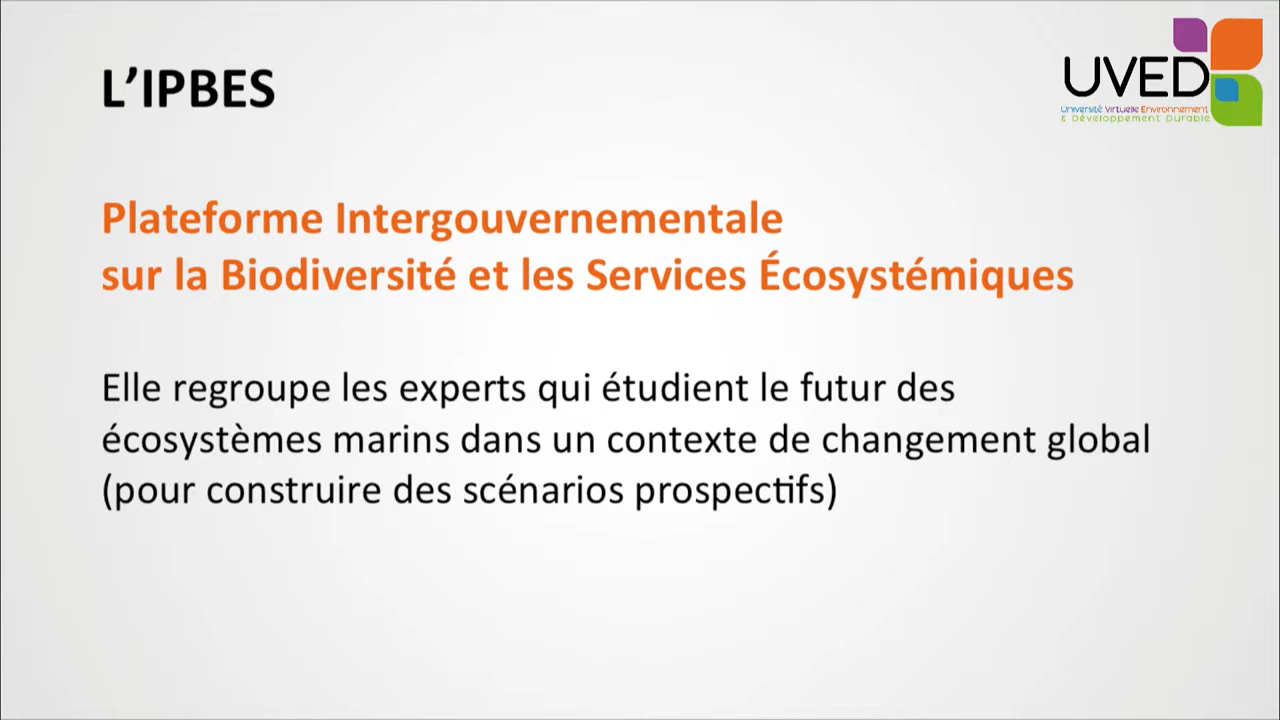 L'IPBES
UVED
Université Virtuelle Environnement
& Développement Durable
Plateforme Intergouvernementale
sur la Biodiversité et les Services Écosystémiques
Elle regroupe les experts qui étudient le futur des
écosystèmes marins dans un contexte de changement global
(pour construire des scénarios prospectifs)